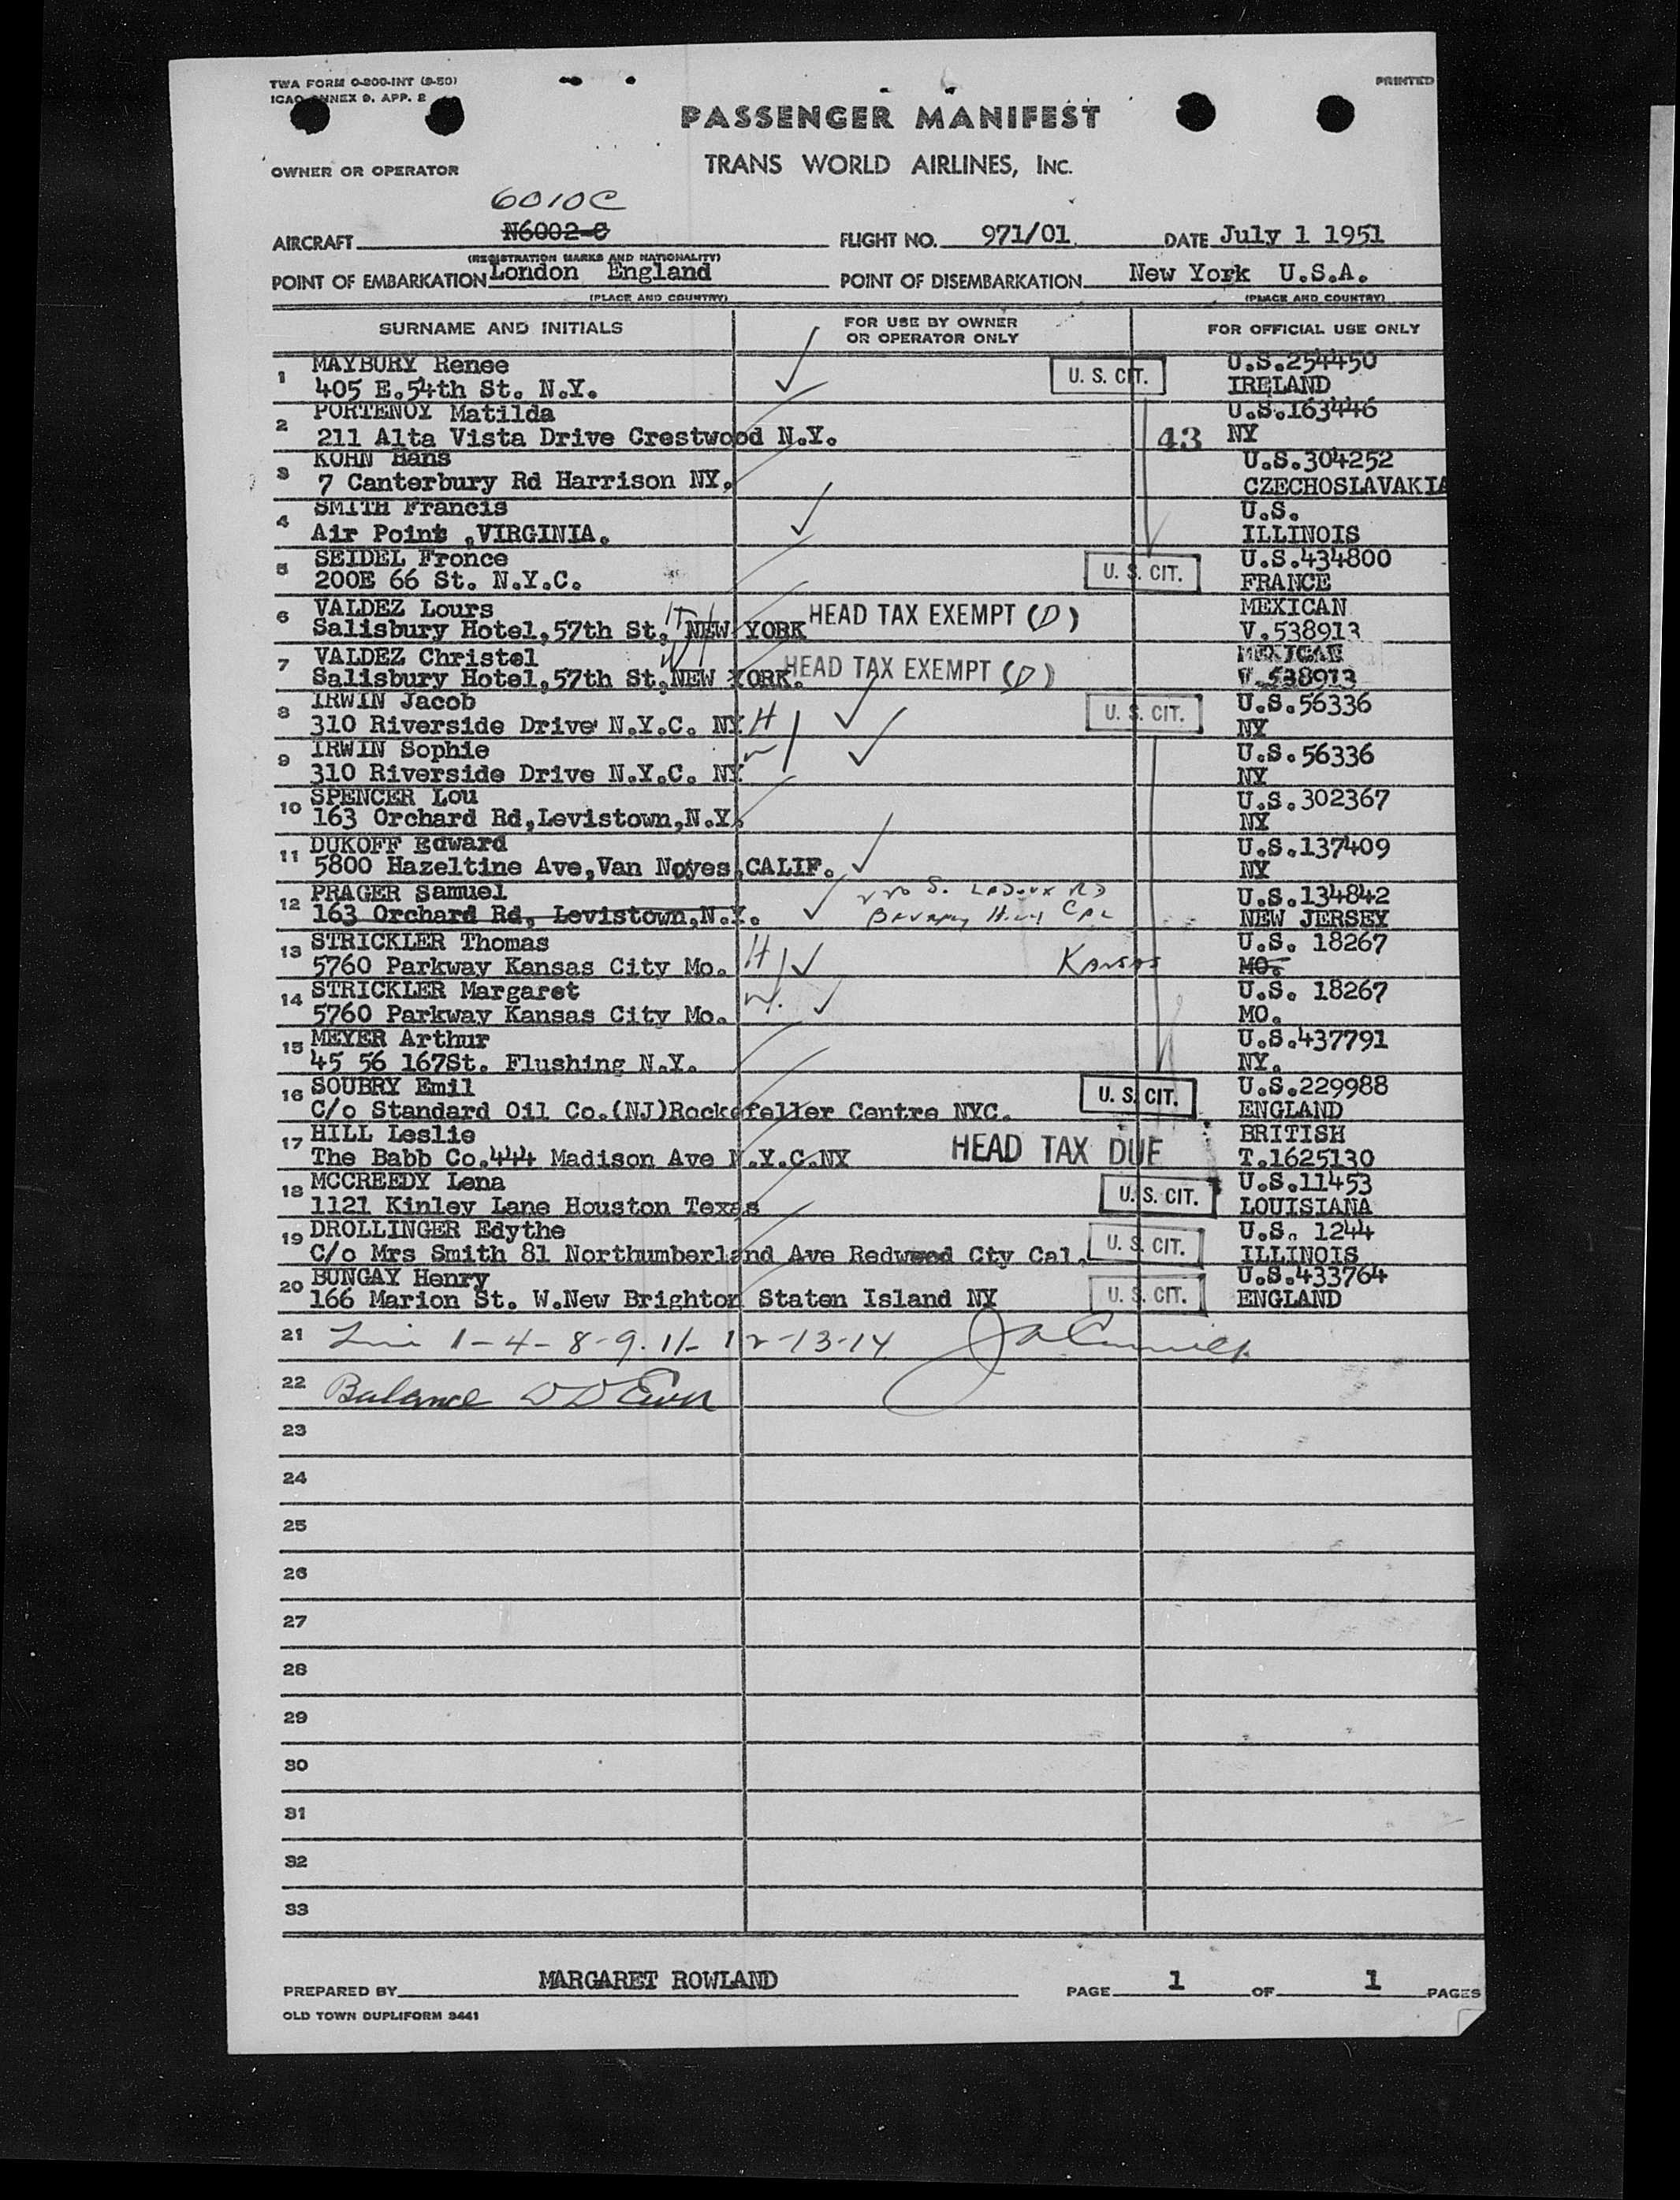 TWA FORM O-200-INT (9-50)
ICAO ANNEX 9, APP. 2
PRINTED
PASSENGER MANIFEST
TRANS WORLD AIRLINES, INC.
OWNER OR OPERATOR
6010C
AIRCRAFT N6002-C FLIGHT NO. 971/01 DATE July 1 1951
(REGISTRATION MARKS AND NATIONALITY)
POINT OF EMBARKATION London England POINT OF DISEMBARKATION New York U.S.A.
(PLACE AND COUNTRY) (PLACE AND COUNTRY)
SURNAME AND INITIALS FOR USE BY OWNER OR OPERATOR ONLY FOR OFFICIAL USE ONLY
1 MAYBURY Renee U.S. CIT. U.S.254450
405 E.54th St. N.Y. IRELAND
2 PORTENOY Matilda U.S.163446
211 Alta Vista Drive Crestwood N.Y. 43 NY
3 KOHN Hans U.S.304252
7 Canterbury Rd Harrison NY. CZECHOSLAVAKIA
4 SMITH Francis U.S.
Air Point ,VIRGINIA. ILLINOIS
5 SEIDEL Fronce U.S. CIT. U.S.434800
200E 66 St. N.Y.C. FRANCE
6 VALDEZ Lours HEAD TAX EXEMPT (D) MEXICAN
Salisbury Hotel,57th St, NEW YORK V.538913
7 VALDEZ Christel HEAD TAX EXEMPT (D) MEXICAN
Salisbury Hotel,57th St,NEW YORK. V.538913
8 IRWIN Jacob U.S. CIT. U.S.56336
310 Riverside Drive N.Y.C. NY H NY
9 IRWIN Sophie U.S.56336
310 Riverside Drive N.Y.C. NY W NY
10 SPENCER Lou U.S.302367
163 Orchard Rd,Levistown,N.Y. NY
11 DUKOFF Edward U.S.137409
5800 Hazeltine Ave,Van Noyes,CALIF. NY
12 PRAGER Samuel 220 S. LaDoux Rd U.S.134842
163 Orchard Rd, Levistown,N.Y. Beverly Hills Cal NEW JERSEY
13 STRICKLER Thomas H U.S. 18267
5760 Parkway Kansas City Mo. KANSAS MO.
14 STRICKLER Margaret W. U.S. 18267
5760 Parkway Kansas City Mo. MO.
15 MEYER Arthur U.S.437791
45 56 167St. Flushing N.Y. NY.
16 SOUBRY Emil U.S. CIT. U.S.229988
C/o Standard Oil Co.(NJ)Rockefeller Centre NYC. ENGLAND
17 HILL Leslie HEAD TAX DUE BRITISH
The Babb Co.444 Madison Ave N.Y.C.NY T.1625130
18 MCCREEDY Lena U.S. CIT. U.S.11453
1121 Kinley Lane Houston Texas LOUISIANA
19 DROLLINGER Edythe U.S. CIT. U.S. 1244
C/o Mrs Smith 81 Northumberland Ave Redwood Cty Cal. ILLINOIS
20 BUNGAY Henry U.S.433764
166 Marion St. W.New Brighton Staten Island NY U.S. CIT. ENGLAND
21 1-4-8-9.11-12-13-14
22 Balance
23
24
25
26
27
28
29
30
31
32
33
PREPARED BY MARGARET ROWLAND PAGE 1 OF 1 PAGES
OLD TOWN DUPLIFORM 3441